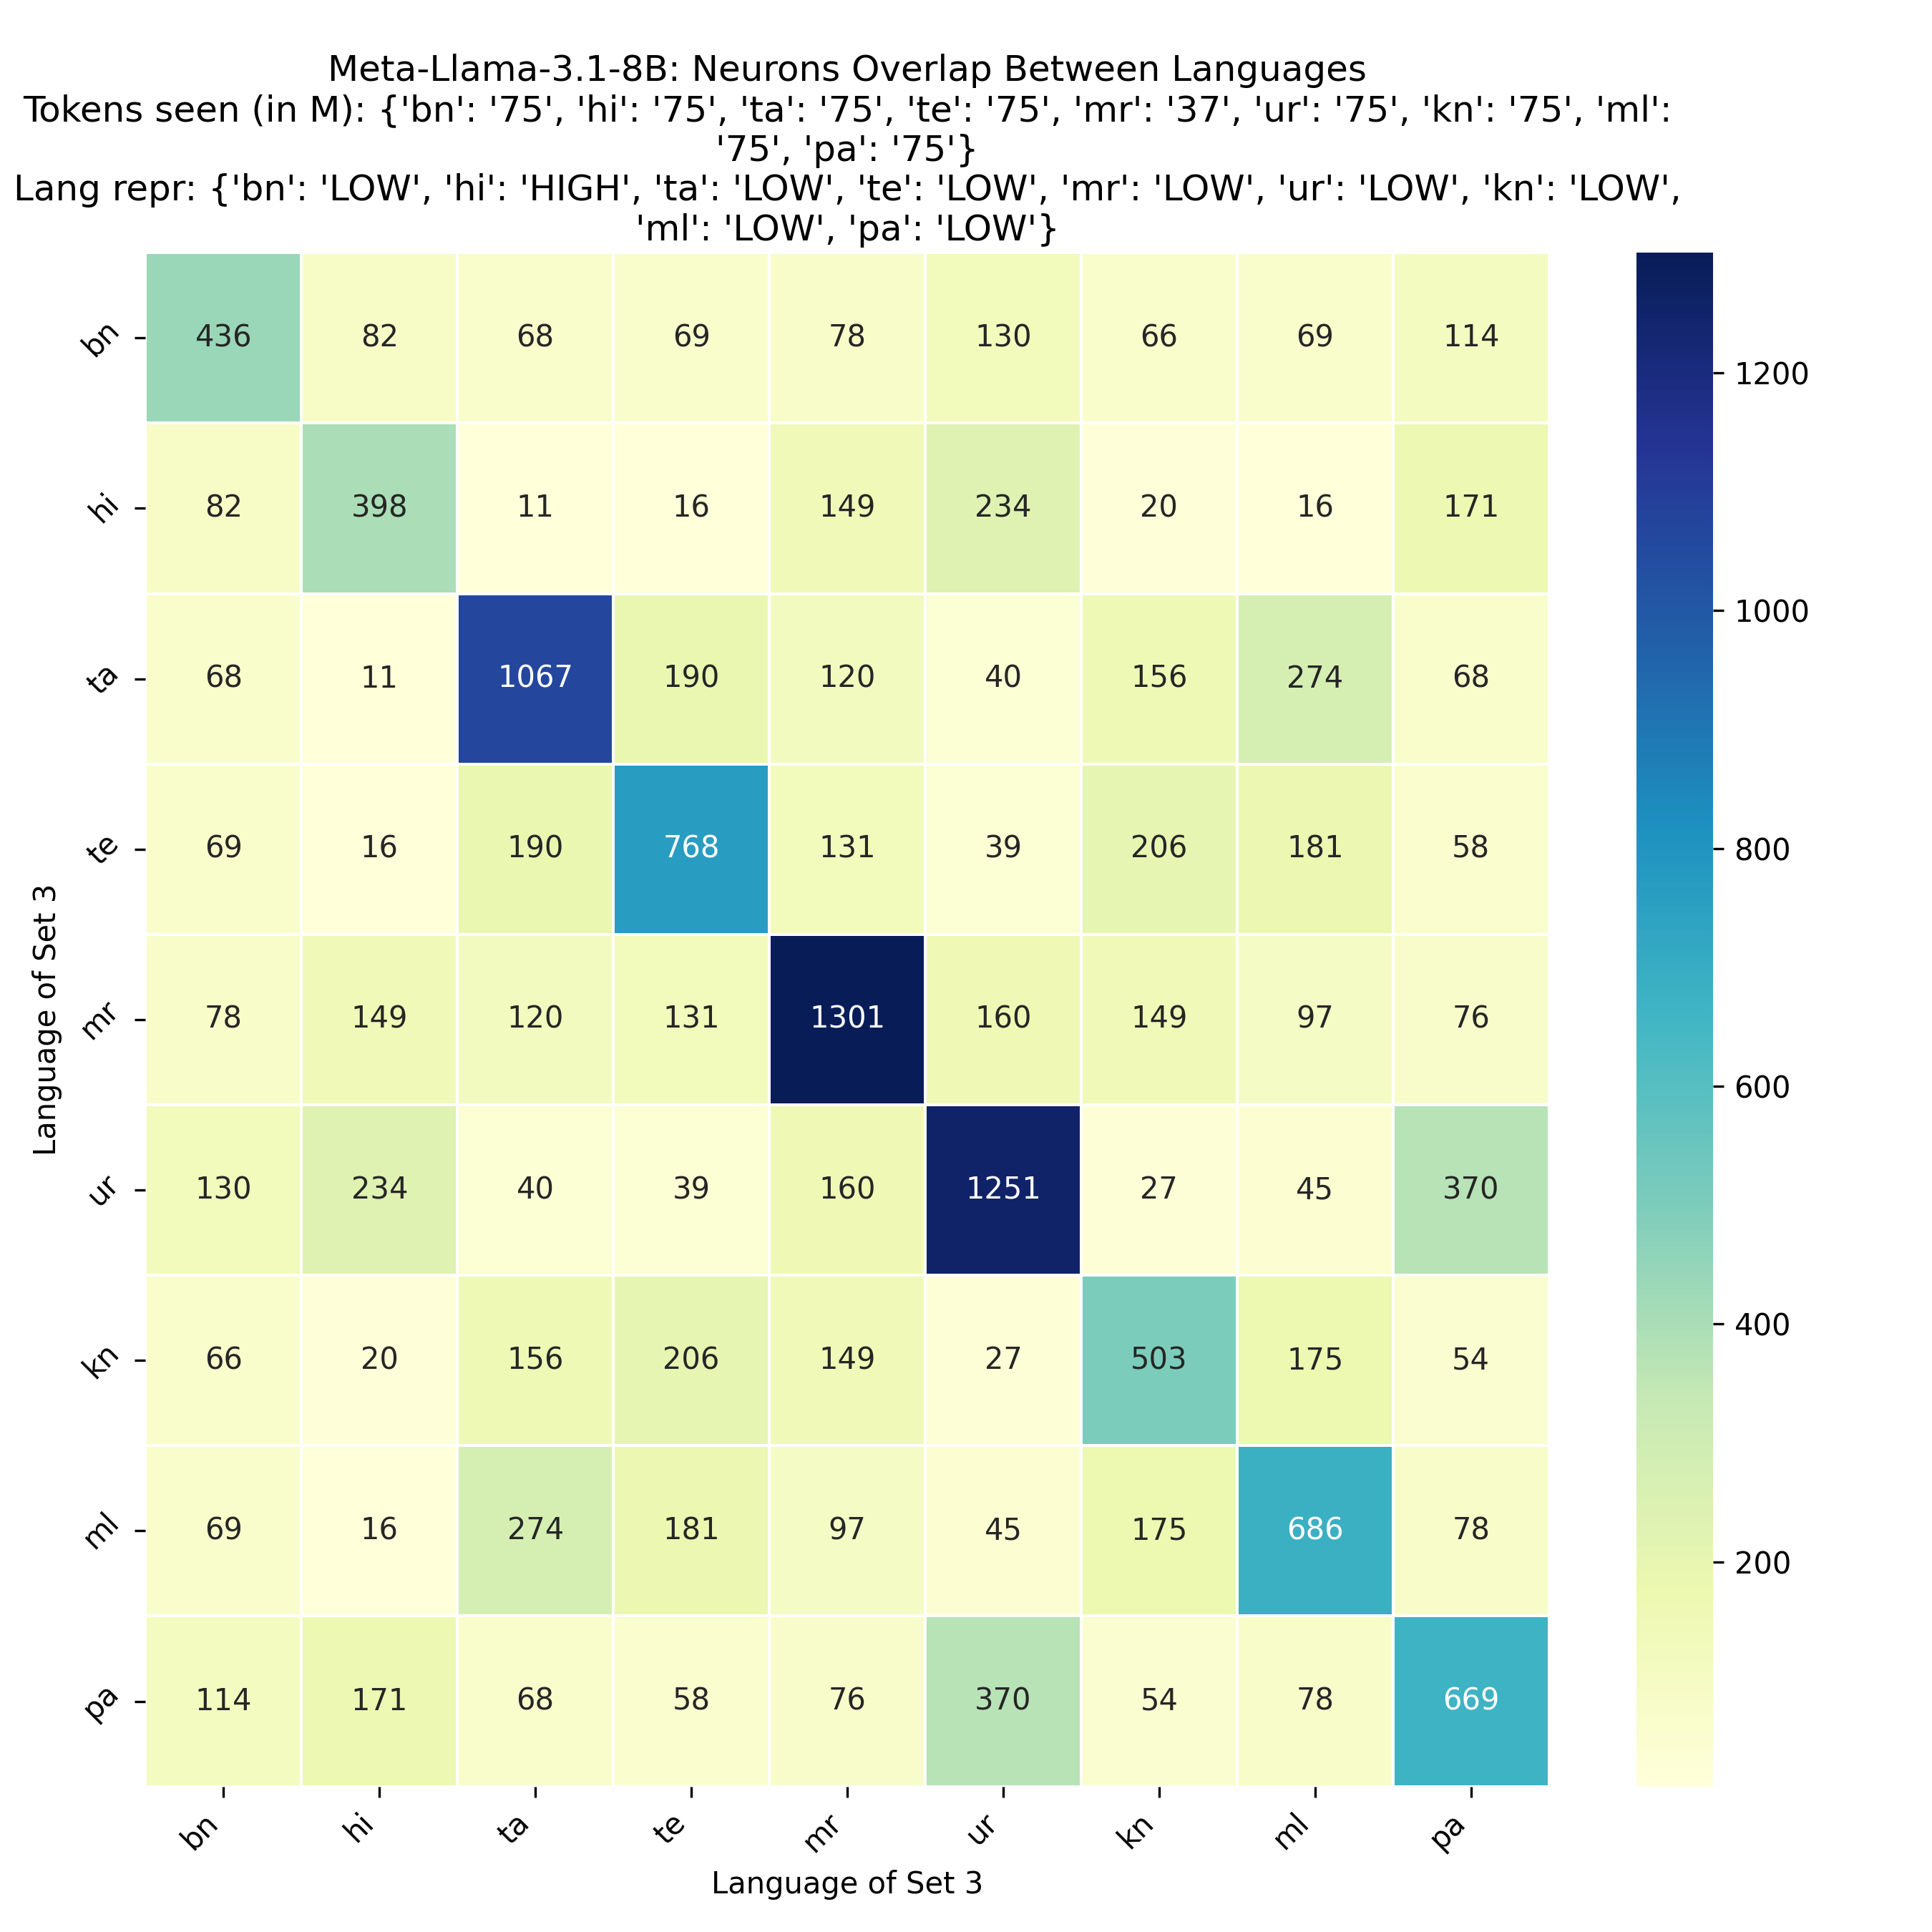 Meta-Llama-3.1-8B: Neurons Overlap Between Languages
Tokens seen (in M): {'bn': '75', 'hi': '75', 'ta': '75', 'te': '75', 'mr': '37', 'ur': '75', 'kn': '75', 'ml':
'75', 'pa': '75'}
Lang repr: {'bn': 'LOW', 'hi': 'HIGH', 'ta': 'LOW', 'te': 'LOW', 'mr': 'LOW', 'ur': 'LOW', 'kn': 'LOW',
'ml': 'LOW', 'pa': 'LOW'}
bn 436 82 68 69 78 130 66 69 114
hi 82 398 11 16 149 234 20 16 171
ta 68 11 1067 190 120 40 156 274 68
te 69 16 190 768 131 39 206 181 58
mr 78 149 120 131 1301 160 149 97 76
ur 130 234 40 39 160 1251 27 45 370
kn 66 20 156 206 149 27 503 175 54
ml 69 16 274 181 97 45 175 686 78
pa 114 171 68 58 76 370 54 78 669
bn hi ta te mr ur kn ml pa
Language of Set 3
Language of Set 3
1200
1000
800
600
400
200